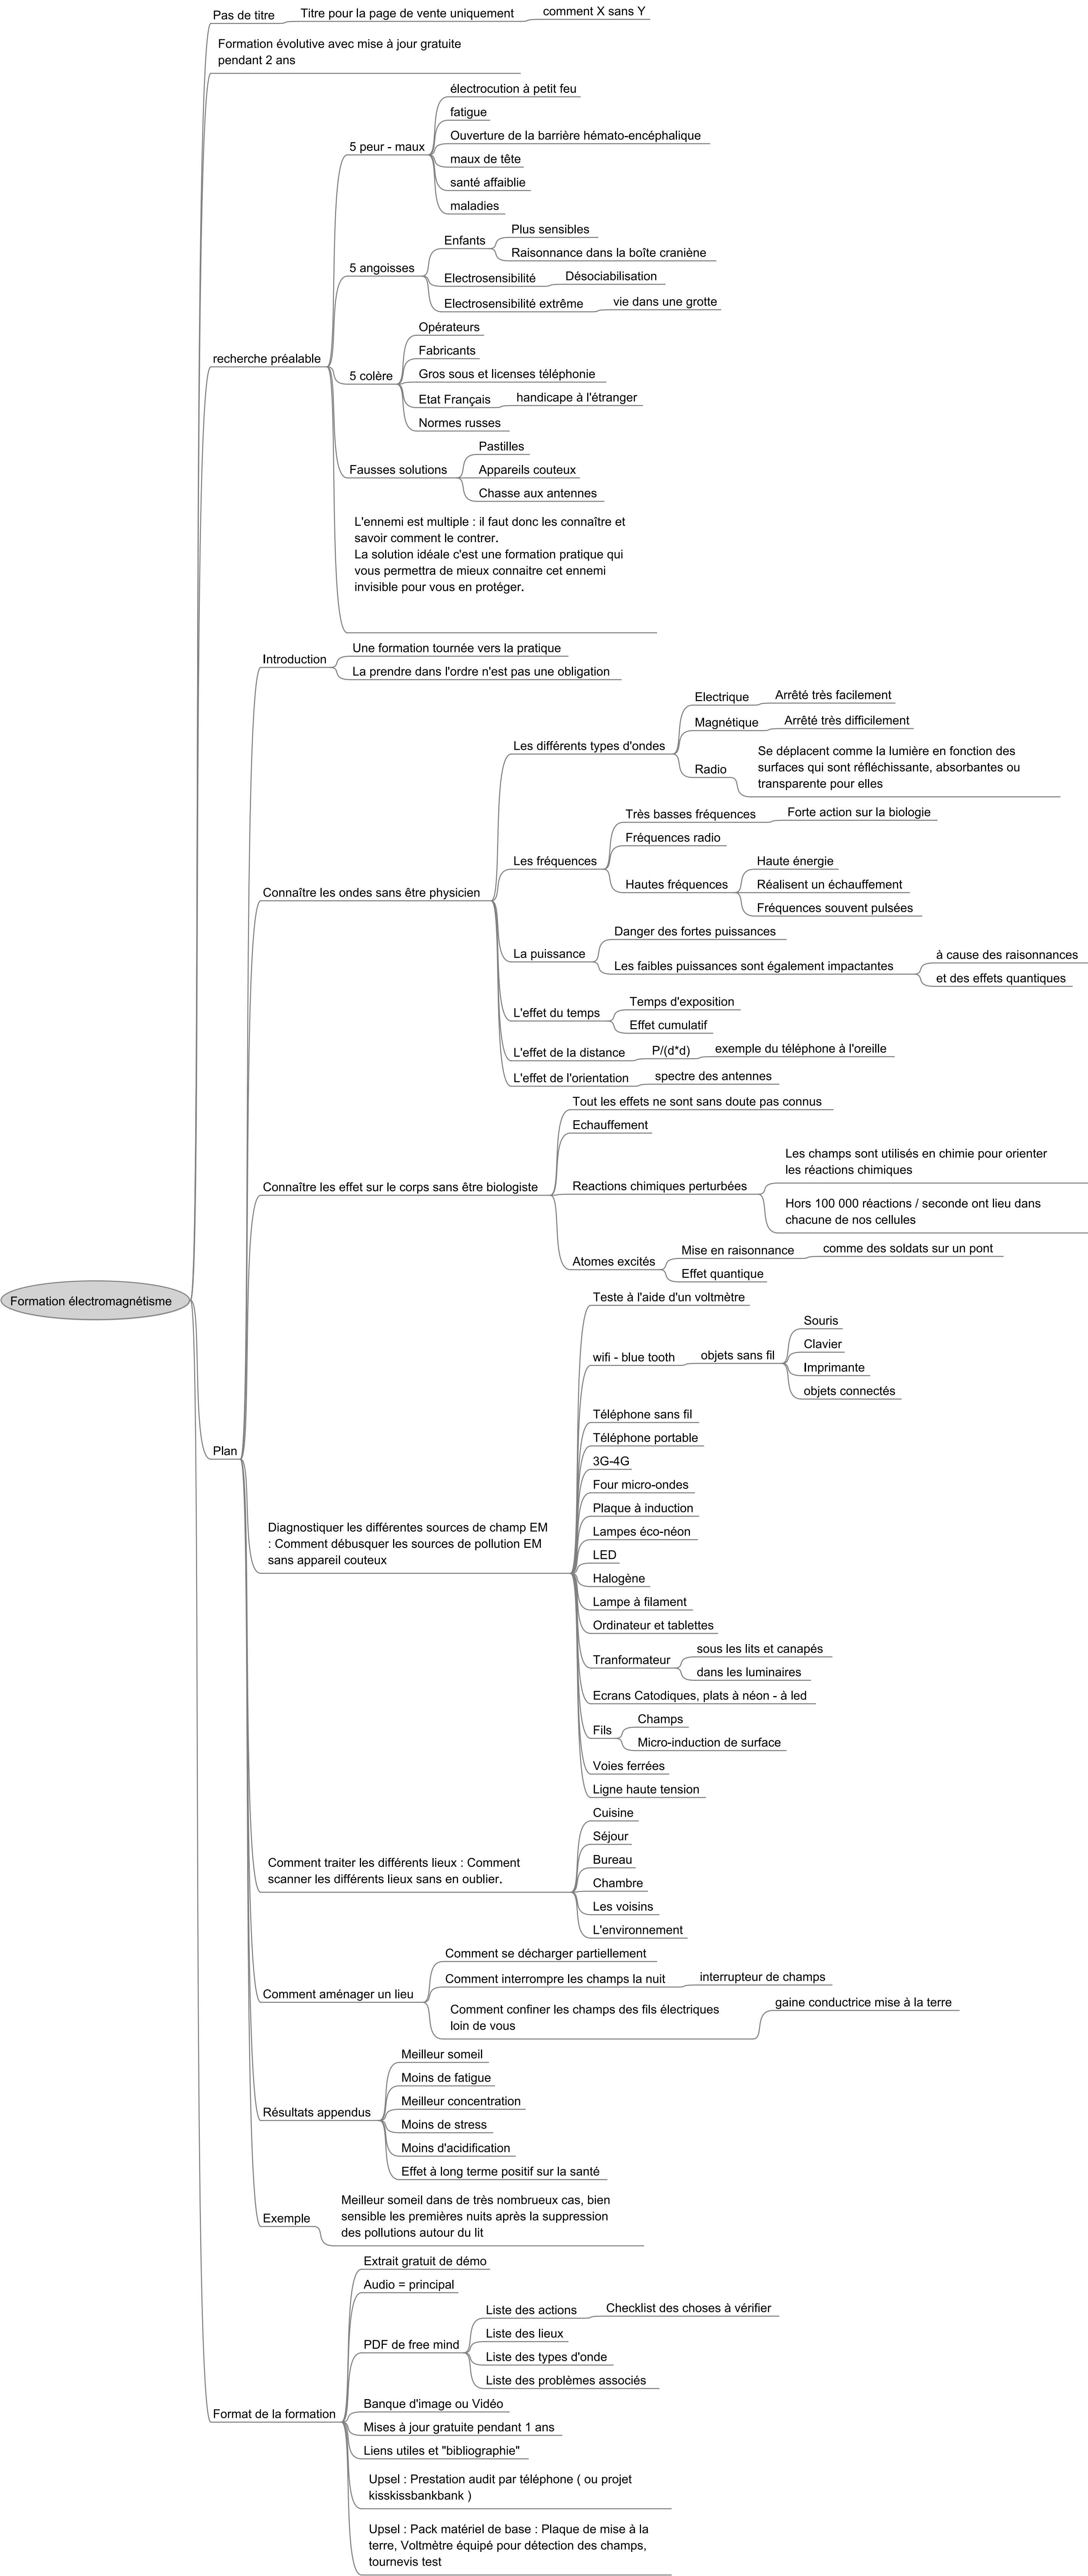 Pas de titre
Titre pour la page de vente uniquement
comment X sans Y
Formation évolutive avec mise à jour gratuite
pendant 2 ans
recherche préalable
5 peur - maux
électrocution à petit feu
fatigue
Ouverture de la barrière hémato-encéphalique
maux de tête
santé affaiblie
maladies
5 angoisses
Enfants
Plus sensibles
Raisonnance dans la boîte craniène
Electrosensibilité
Désociabilisation
Electrosensibilité extrême
vie dans une grotte
5 colère
Opérateurs
Fabricants
Gros sous et licenses téléphonie
Etat Français
handicape à l'étranger
Normes russes
Fausses solutions
Pastilles
Appareils couteux
Chasse aux antennes
L'ennemi est multiple : il faut donc les connaître et
savoir comment le contrer.
La solution idéale c'est une formation pratique qui
vous permettra de mieux connaitre cet ennemi
invisible pour vous en protéger.
Formation électromagnétisme
Plan
Introduction
Une formation tournée vers la pratique
La prendre dans l'ordre n'est pas une obligation
Connaître les ondes sans être physicien
Les différents types d'ondes
Electrique
Arrêté très facilement
Magnétique
Arrêté très difficilement
Radio
Se déplacent comme la lumière en fonction des
surfaces qui sont réfléchissante, absorbantes ou
transparente pour elles
Les fréquences
Très basses fréquences
Forte action sur la biologie
Fréquences radio
Hautes fréquences
Haute énergie
Réalisent un échauffement
Fréquences souvent pulsées
La puissance
Danger des fortes puissances
Les faibles puissances sont également impactantes
à cause des raisonnances
et des effets quantiques
L'effet du temps
Temps d'exposition
Effet cumulatif
L'effet de la distance
P/(d*d)
exemple du téléphone à l'oreille
L'effet de l'orientation
spectre des antennes
Connaître les effet sur le corps sans être biologiste
Tout les effets ne sont sans doute pas connus
Echauffement
Reactions chimiques perturbées
Les champs sont utilisés en chimie pour orienter
les réactions chimiques
Hors 100 000 réactions / seconde ont lieu dans
chacune de nos cellules
Atomes excités
Mise en raisonnance
comme des soldats sur un pont
Effet quantique
Diagnostiquer les différentes sources de champ EM
: Comment débusquer les sources de pollution EM
sans appareil couteux
Teste à l'aide d'un voltmètre
wifi - blue tooth
objets sans fil
Souris
Clavier
Imprimante
objets connectés
Téléphone sans fil
Téléphone portable
3G-4G
Four micro-ondes
Plaque à induction
Lampes éco-néon
LED
Halogène
Lampe à filament
Ordinateur et tablettes
Tranformateur
sous les lits et canapés
dans les luminaires
Ecrans Catodiques, plats à néon - à led
Fils
Champs
Micro-induction de surface
Voies ferrées
Ligne haute tension
Comment traiter les différents lieux : Comment
scanner les différents lieux sans en oublier.
Cuisine
Séjour
Bureau
Chambre
Les voisins
L'environnement
Comment aménager un lieu
Comment se décharger partiellement
Comment interrompre les champs la nuit
interrupteur de champs
Comment confiner les champs des fils électriques
loin de vous
gaine conductrice mise à la terre
Résultats appendus
Meilleur someil
Moins de fatigue
Meilleur concentration
Moins de stress
Moins d'acidification
Effet à long terme positif sur la santé
Exemple
Meilleur someil dans de très nombrueux cas, bien
sensible les premières nuits après la suppression
des pollutions autour du lit
Format de la formation
Extrait gratuit de démo
Audio = principal
PDF de free mind
Liste des actions
Checklist des choses à vérifier
Liste des lieux
Liste des types d'onde
Liste des problèmes associés
Banque d'image ou Vidéo
Mises à jour gratuite pendant 1 ans
Liens utiles et "bibliographie"
Upsel : Prestation audit par téléphone ( ou projet
kisskissbankbank )
Upsel : Pack matériel de base : Plaque de mise à la
terre, Voltmètre équipé pour détection des champs,
tournevis test